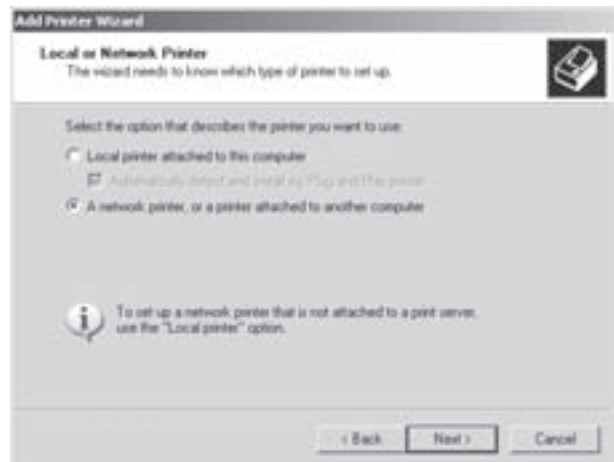 Add Printer Wizard
Local or Network Printer
The wizard needs to know which type of printer to set up.
Select the option that describes the printer you want to use:
Local printer attached to this computer
Automatically detect and install my Plug and Play printer
A network printer, or a printer attached to another computer
To set up a network printer that is not attached to a print server,
use the "Local printer" option.
< Back
Next >
Cancel